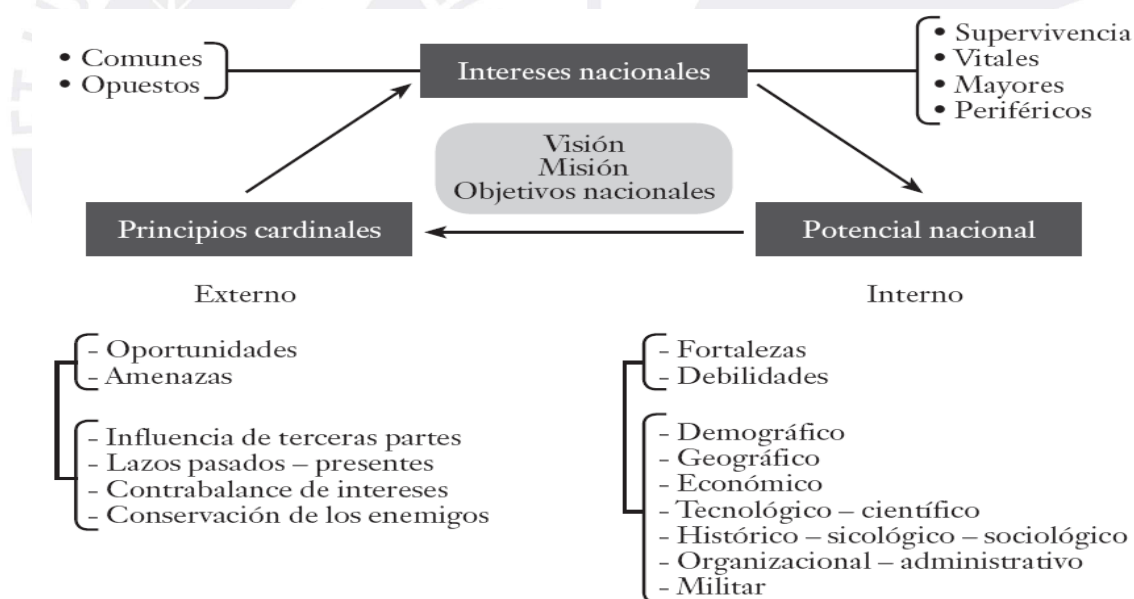 • Comunes
• Opuestos
Intereses nacionales
• Supervivencia
• Vitales
• Mayores
• Periféricos
Visión
Misión
Objetivos nacionales
Principios cardinales
Potencial nacional
Externo
Interno
- Oportunidades
- Amenazas
- Influencia de terceras partes
- Lazos pasados – presentes
- Contrabalance de intereses
- Conservación de los enemigos
- Fortalezas
- Debilidades
- Demográfico
- Geográfico
- Económico
- Tecnológico – científico
- Histórico – sicológico – sociológico
- Organizacional – administrativo
- Militar